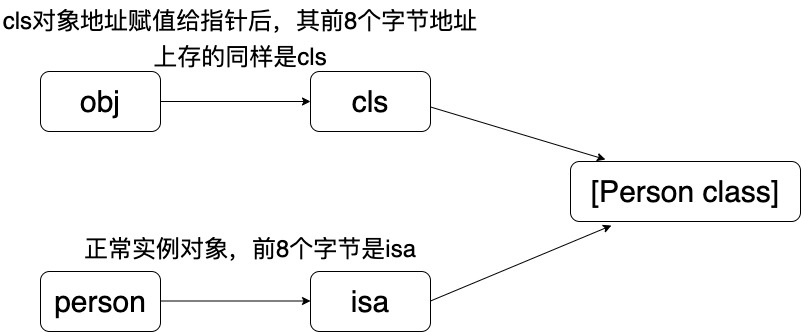 cls对象地址赋值给指针后，其前8个字节地址
上存的同样是cls
obj
cls
[Person class]
正常实例对象，前8个字节是isa
person
isa